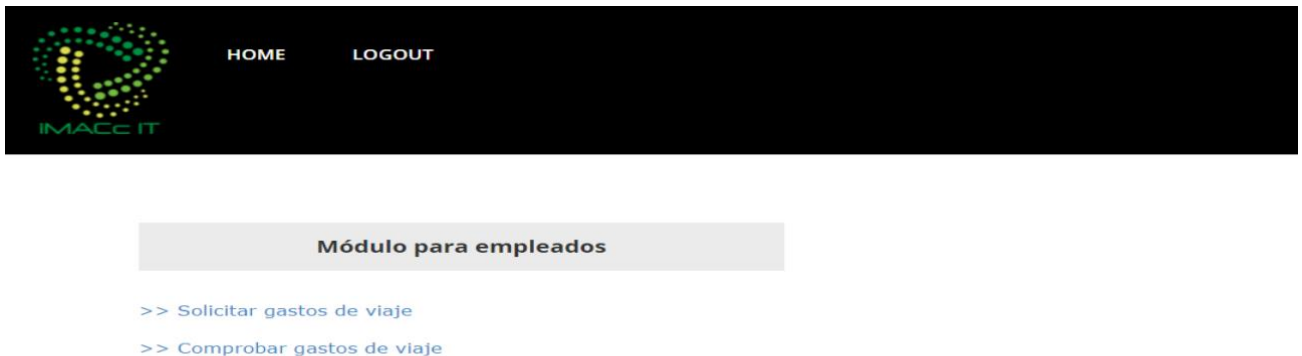 HOME LOGOUT
IMACc IT
Módulo para empleados
>> Solicitar gastos de viaje
>> Comprobar gastos de viaje